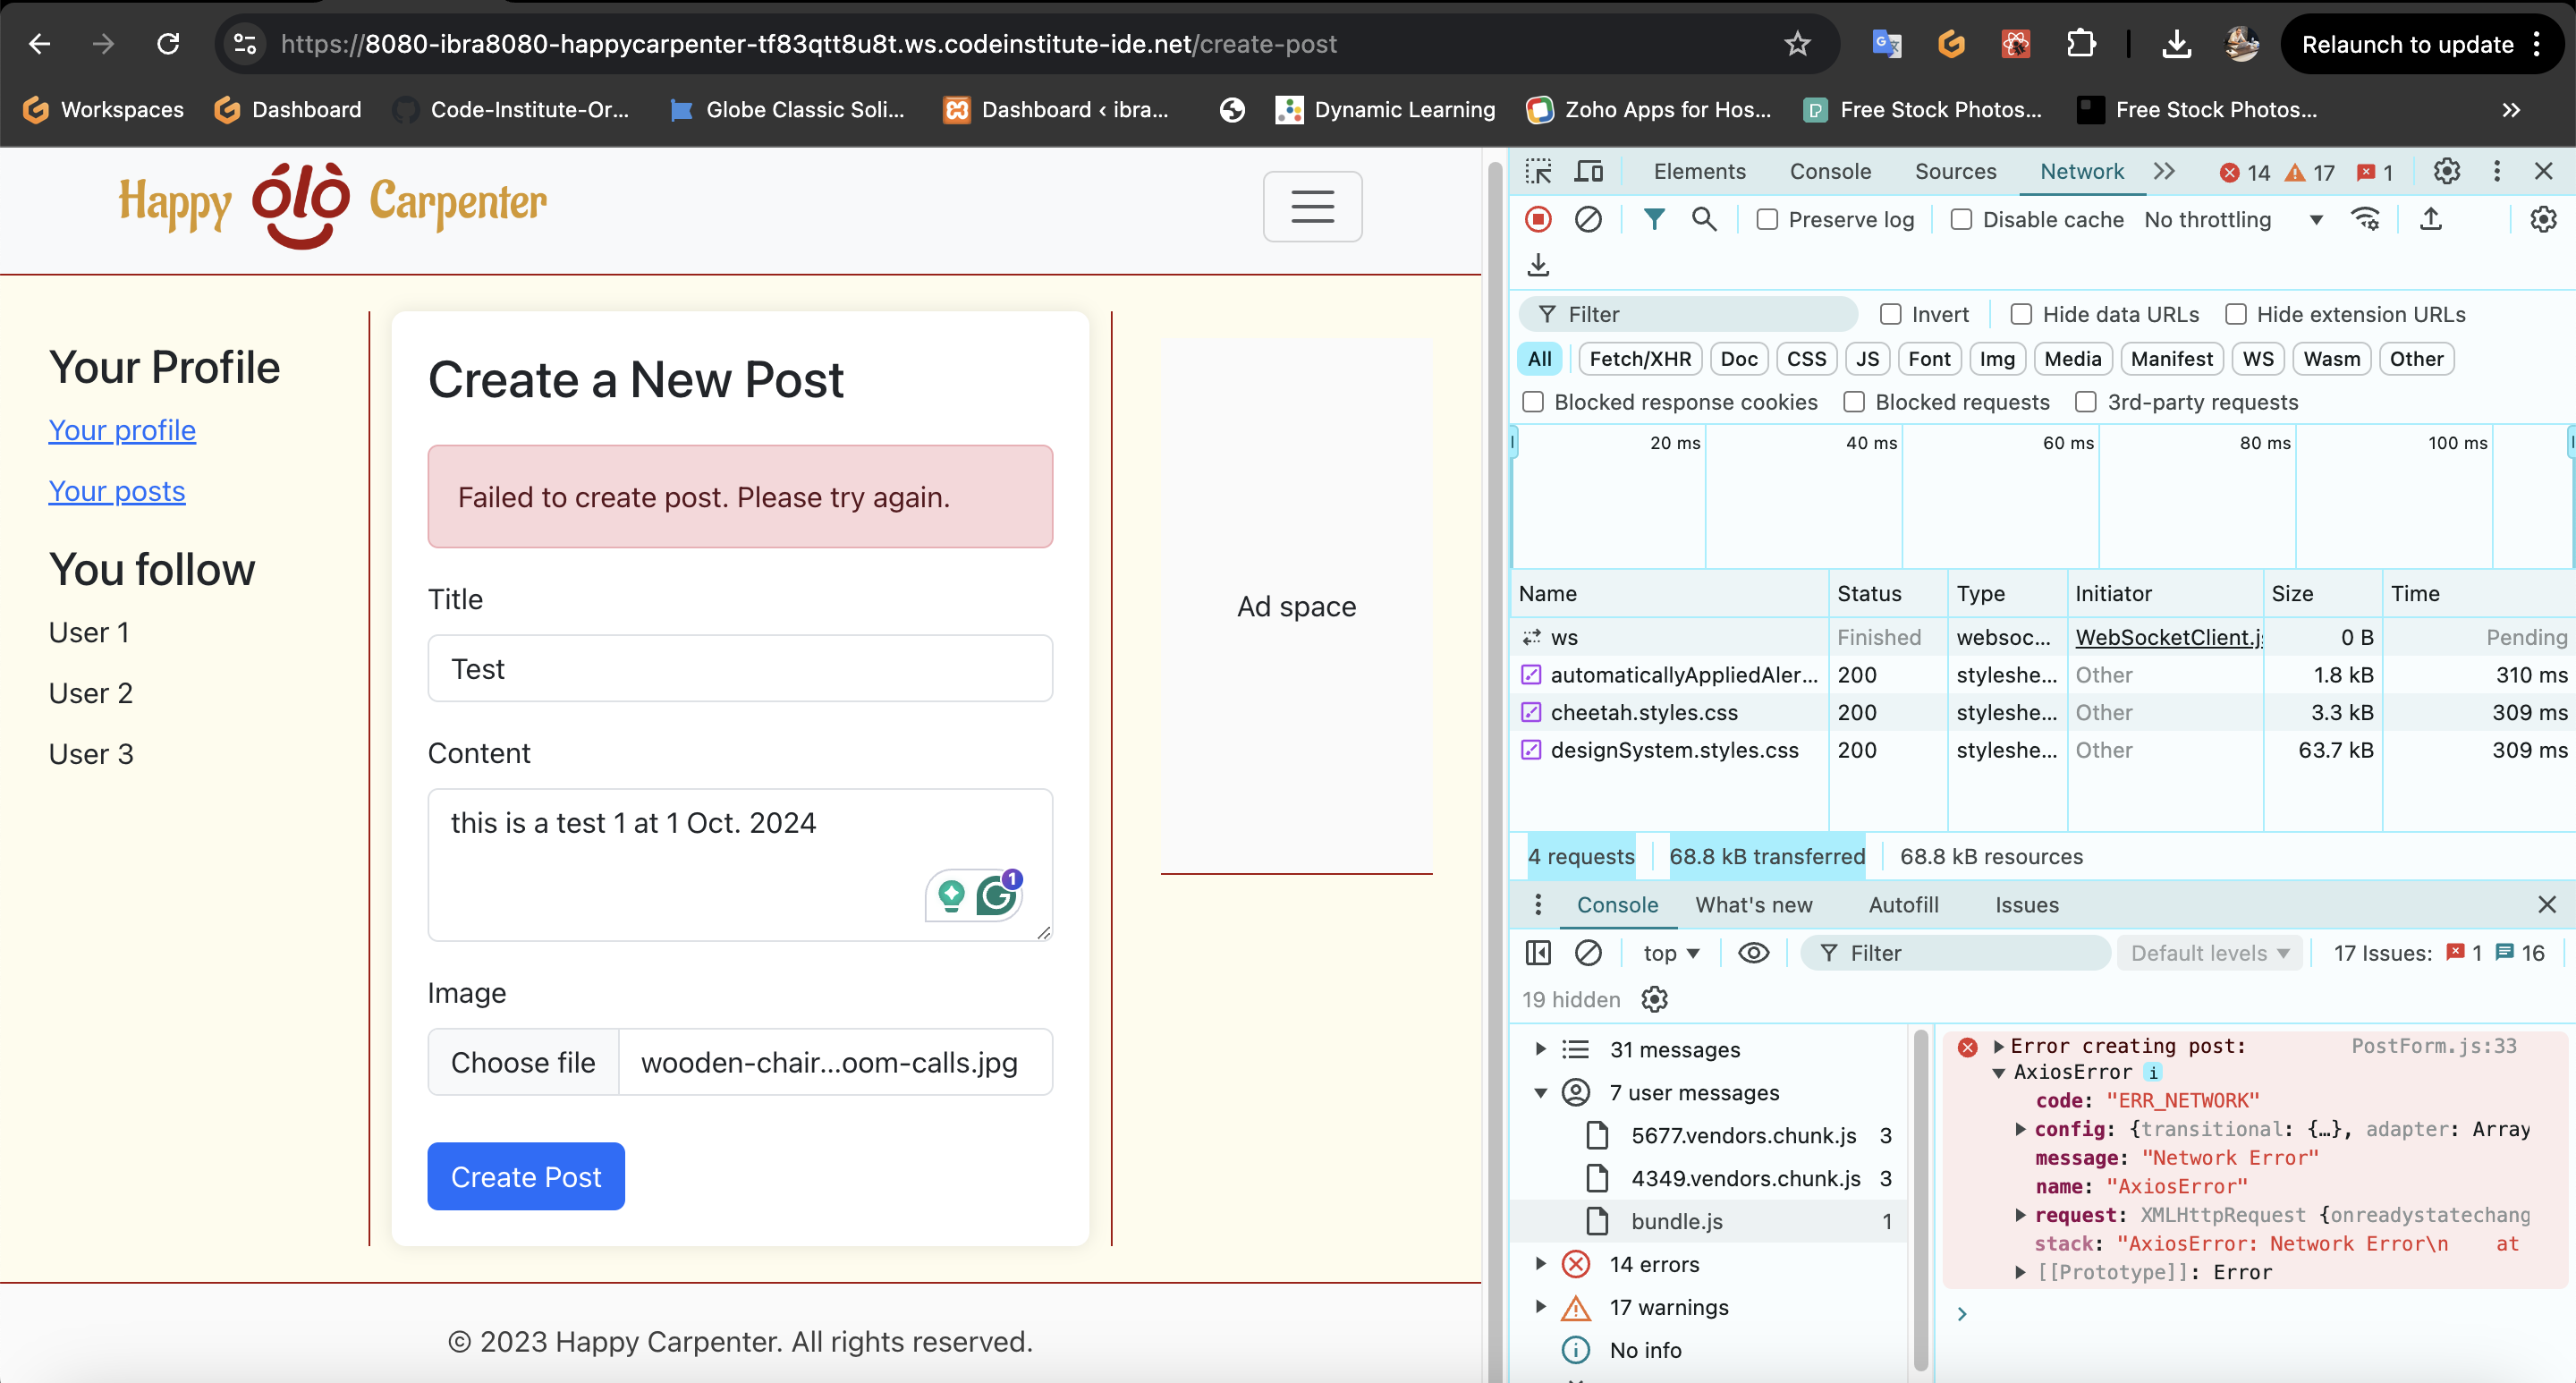 https://8080-ibra8080-happycarpenter-tf83qtt8u8t.ws.codeinstitute-ide.net/create-post
Relaunch to update
Workspaces
Dashboard
Code-Institute-Or...
Globe Classic Soli...
Dashboard ‹ ibra...
Dynamic Learning
Zoho Apps for Hos...
Free Stock Photos...
Free Stock Photos...
Happy ólò Carpenter
Your Profile
Your profile
Your posts
You follow
User 1
User 2
User 3
Create a New Post
Failed to create post. Please try again.
Title
Test
Content
this is a test 1 at 1 Oct. 2024
1
Image
Choose file
wooden-chair...oom-calls.jpg
Create Post
Ad space
© 2023 Happy Carpenter. All rights reserved.
Elements
Console
Sources
Network
14
17
1
Preserve log
Disable cache
No throttling
Filter
Invert
Hide data URLs
Hide extension URLs
All
Fetch/XHR
Doc
CSS
JS
Font
Img
Media
Manifest
WS
Wasm
Other
Blocked response cookies
Blocked requests
3rd-party requests
20 ms
40 ms
60 ms
80 ms
100 ms
Name Status Type Initiator Size Time
ws Finished websoc... WebSocketClient.j 0 B Pending
automaticallyAppliedAler... 200 styleshe... Other 1.8 kB 310 ms
cheetah.styles.css 200 styleshe... Other 3.3 kB 309 ms
designSystem.styles.css 200 styleshe... Other 63.7 kB 309 ms
4 requests
68.8 kB transferred
68.8 kB resources
Console
What's new
Autofill
Issues
top
Filter
Default levels
17 Issues: 1 16
19 hidden
31 messages
7 user messages
5677.vendors.chunk.js 3
4349.vendors.chunk.js 3
bundle.js 1
14 errors
17 warnings
No info
Error creating post: PostForm.js:33
AxiosError i
code: "ERR_NETWORK"
config: {transitional: {…}, adapter: Array
message: "Network Error"
name: "AxiosError"
request: XMLHttpRequest {onreadystatechang
stack: "AxiosError: Network Error\n at
[[Prototype]]: Error